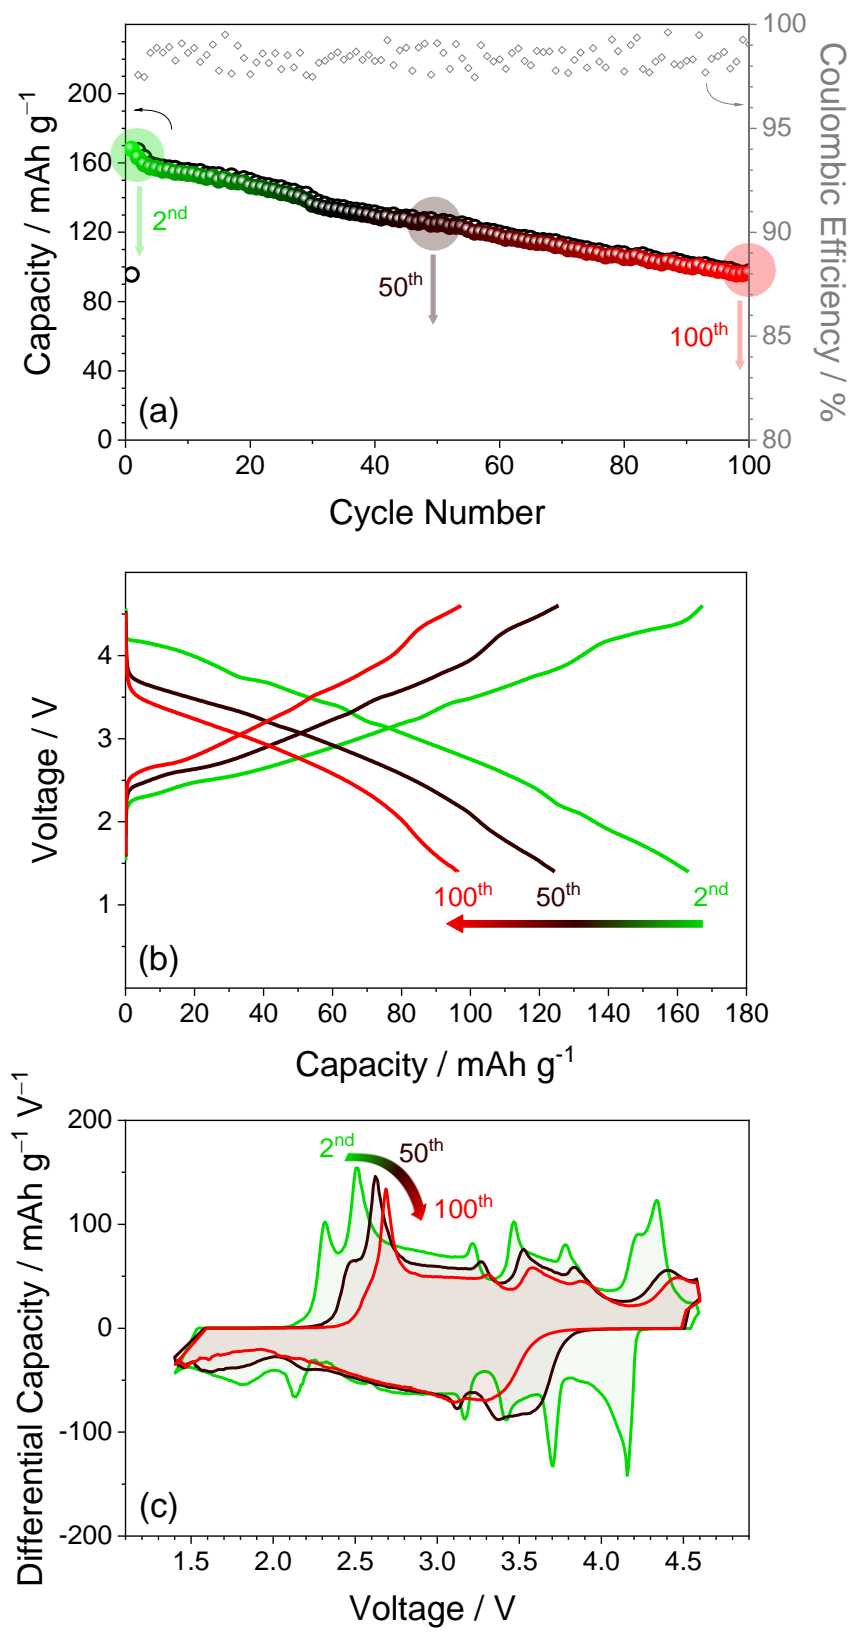 100
200
95
160
2nd
120
90
50th
80
100th
85
40
(a)
0
80
0
20
40
60
80
100
Cycle Number
Capacity / mAh g−1
Coulombic Efficiency / %
4
3
2
1
100th
50th
2nd
(b)
0
20
40
60
80
100
120
140
160
180
Capacity / mAh g-1
Voltage / V
200
2nd
50th
100th
100
0
-100
(c)
-200
1.5
2.0
2.5
3.0
3.5
4.0
4.5
Voltage / V
Differential Capacity / mAh g−1 V−1